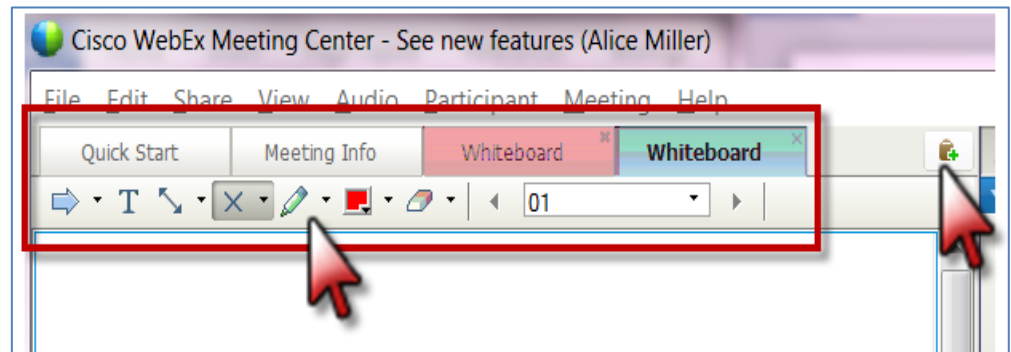 Cisco WebEx Meeting Center - See new features (Alice Miller)
File Edit Share View Audio Participant Meeting Help
Quick Start Meeting Info Whiteboard Whiteboard
T 01